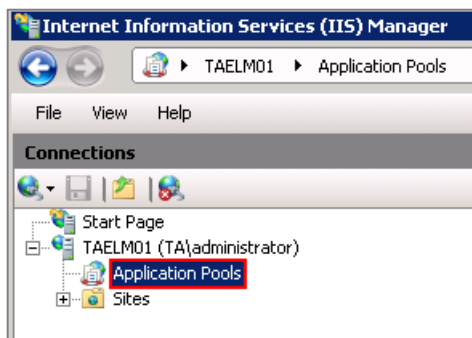 Internet Information Services (IIS) Manager
TAELM01 Application Pools
File View Help
Connections
Start Page
TAELM01 (TA\administrator)
Application Pools
Sites